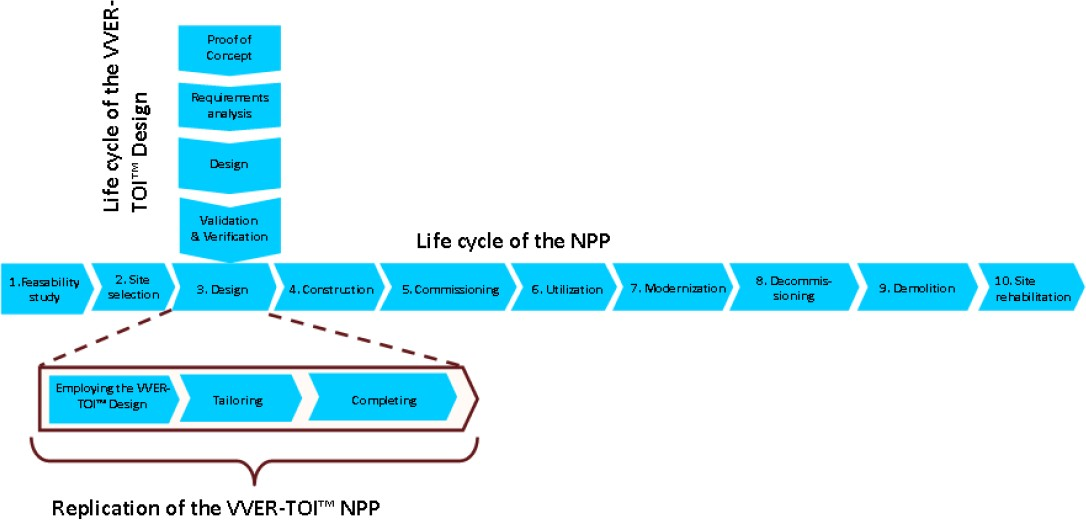 Life cycle of the VVER-
TOI™ Design
Proof of
Concept
Requirements
analysis
Design
Validation
& Verification
Life cycle of the NPP
1. Feasability
study
2. Site
selection
3. Design
4. Construction
5. Commissioning
6. Utilization
7. Modernization
8. Decommis-
sioning
9. Demolition
10. Site
rehabilitation
Employing the VVER-
TOI™ Design
Tailoring
Completing
Replication of the VVER-TOI™ NPP